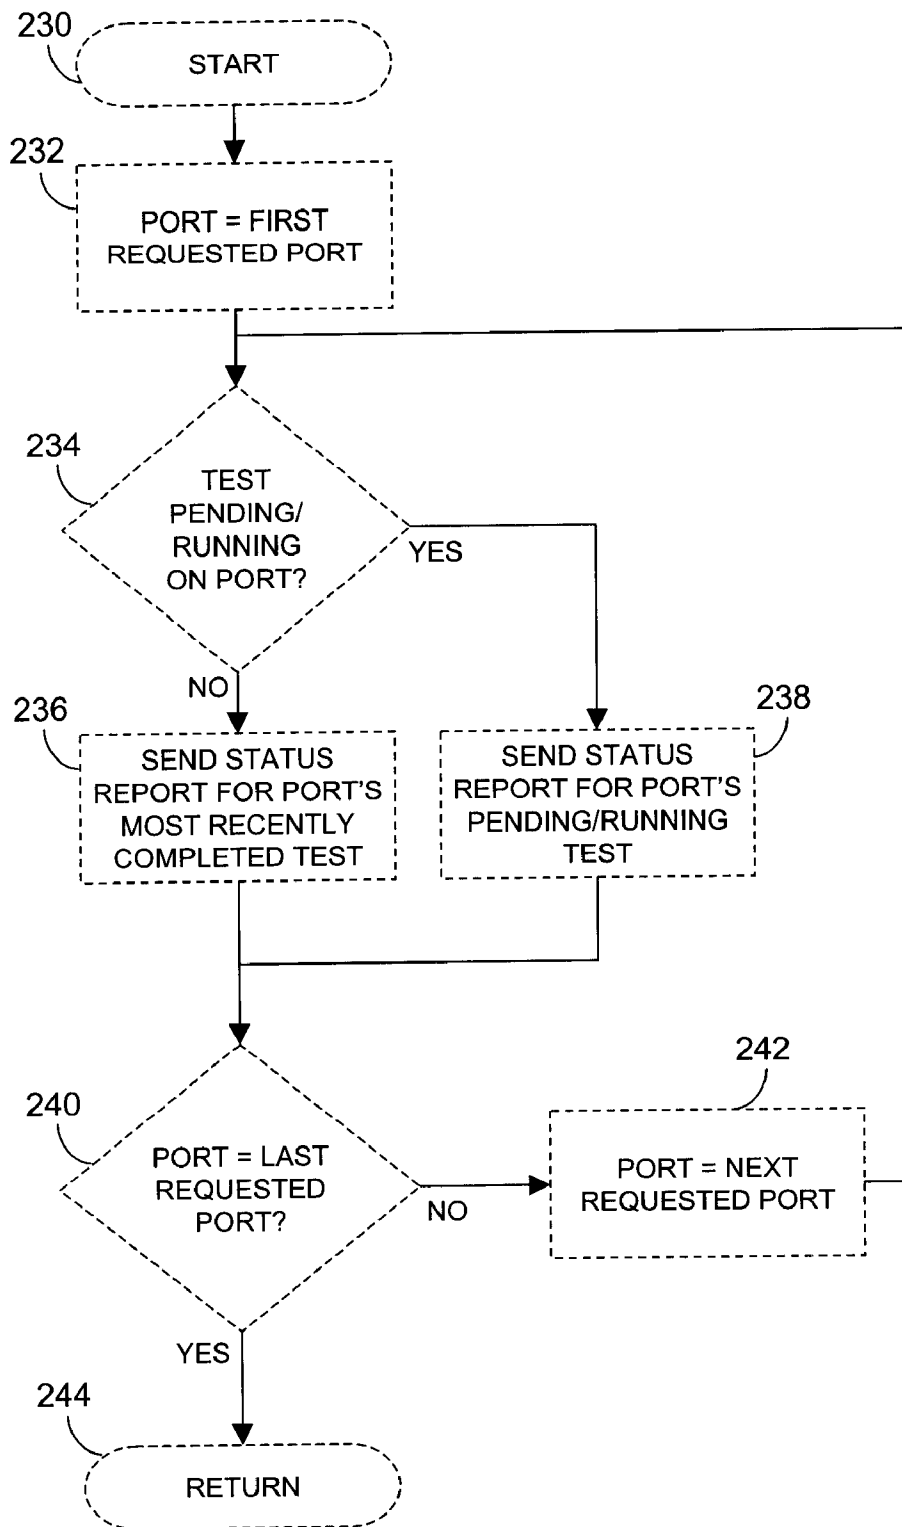 230
START
232
PORT = FIRST
REQUESTED PORT
234
TEST
PENDING/
RUNNING
ON PORT?
YES
NO
236
SEND STATUS
REPORT FOR PORT'S
MOST RECENTLY
COMPLETED TEST
238
SEND STATUS
REPORT FOR PORT'S
PENDING/RUNNING
TEST
240
PORT = LAST
REQUESTED
PORT?
NO
242
PORT = NEXT
REQUESTED PORT
YES
244
RETURN